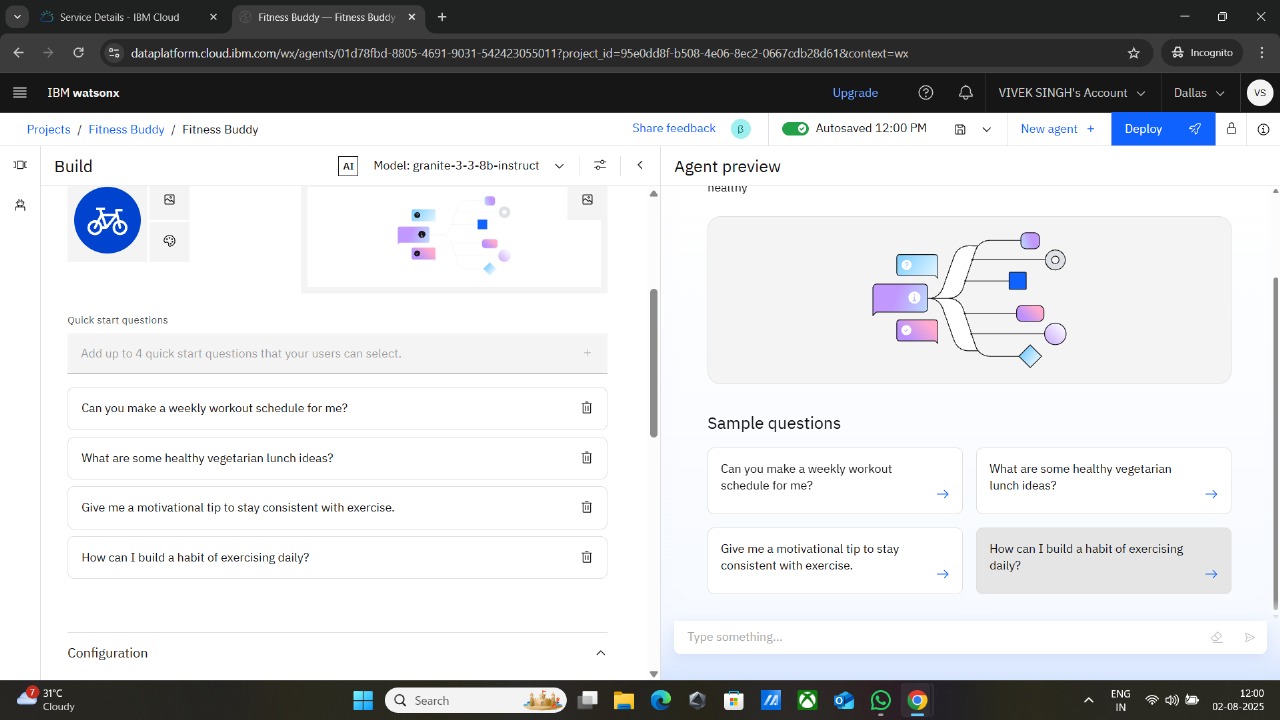 Service Details - IBM Cloud
Fitness Buddy — Fitness Buddy
dataplatform.cloud.ibm.com/wx/agents/01d78fbd-8805-4691-9031-542423055011?project_id=95e0dd8f-b508-4e06-8ec2-0667cdb28d61&context=wx
Incognito
IBM watsonx
Upgrade
VIVEK SINGH's Account
Dallas
VS
Projects / Fitness Buddy / Fitness Buddy
Share feedback
β
Autosaved 12:00 PM
New agent +
Deploy
Build
AI
Model: granite-3-3-8b-instruct
Agent preview
healthy
Quick start questions
Add up to 4 quick start questions that your users can select.
Can you make a weekly workout schedule for me?
What are some healthy vegetarian lunch ideas?
Give me a motivational tip to stay consistent with exercise.
How can I build a habit of exercising daily?
Configuration
Sample questions
Can you make a weekly workout
schedule for me?
What are some healthy vegetarian
lunch ideas?
Give me a motivational tip to stay
consistent with exercise.
How can I build a habit of exercising
daily?
Type something...
7
31°C
Cloudy
Search
ENG
IN
12:00
02-08-2025